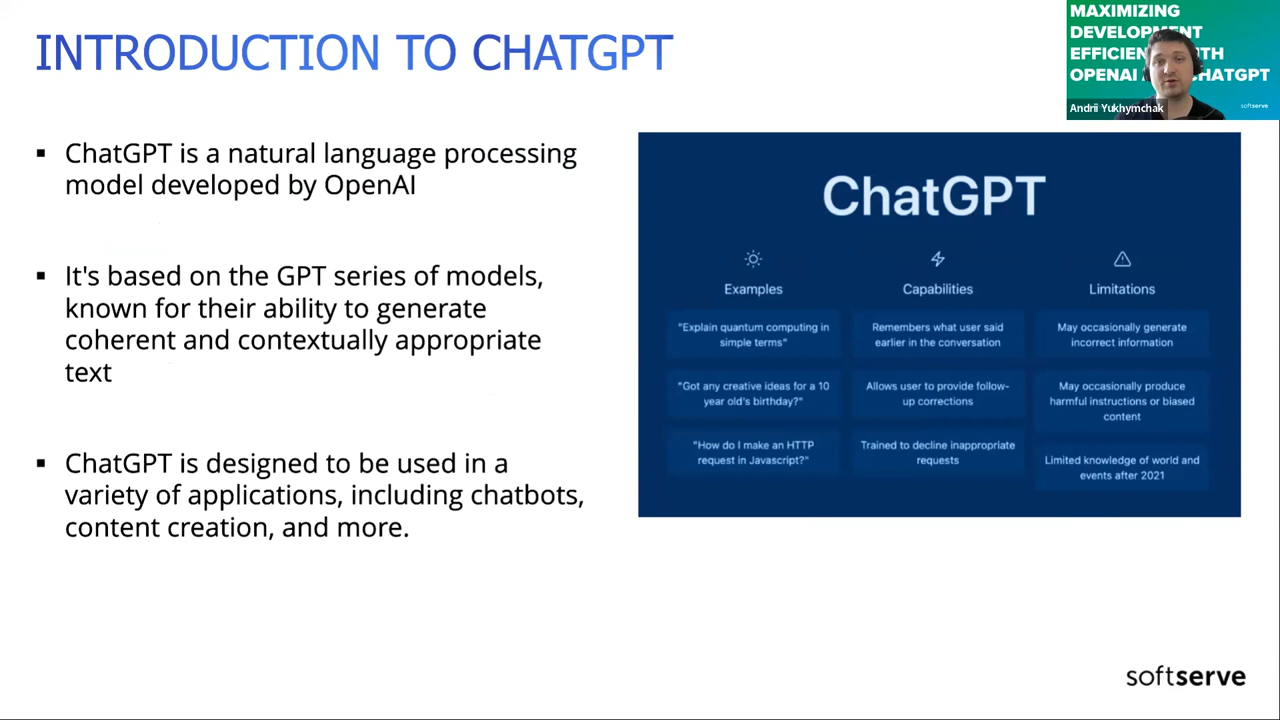 INTRODUCTION TO CHATGPT
MAXIMIZING
DEVELOPMENT
OPENAI
CHATGPT
Andrii Yukhymchak
softserve
▪ ChatGPT is a natural language processing
model developed by OpenAI
▪ It's based on the GPT series of models,
known for their ability to generate
coherent and contextually appropriate
text
▪ ChatGPT is designed to be used in a
variety of applications, including chatbots,
content creation, and more.
ChatGPT
Examples
"Explain quantum computing in
simple terms"
"Got any creative ideas for a 10
year old's birthday?"
"How do I make an HTTP
request in Javascript?"
Capabilities
Remembers what user said
earlier in the conversation
Allows user to provide follow-
up corrections
Trained to decline inappropriate
requests
Limitations
May occasionally generate
incorrect information
May occasionally produce
harmful instructions or biased
content
Limited knowledge of world and
events after 2021
softserve